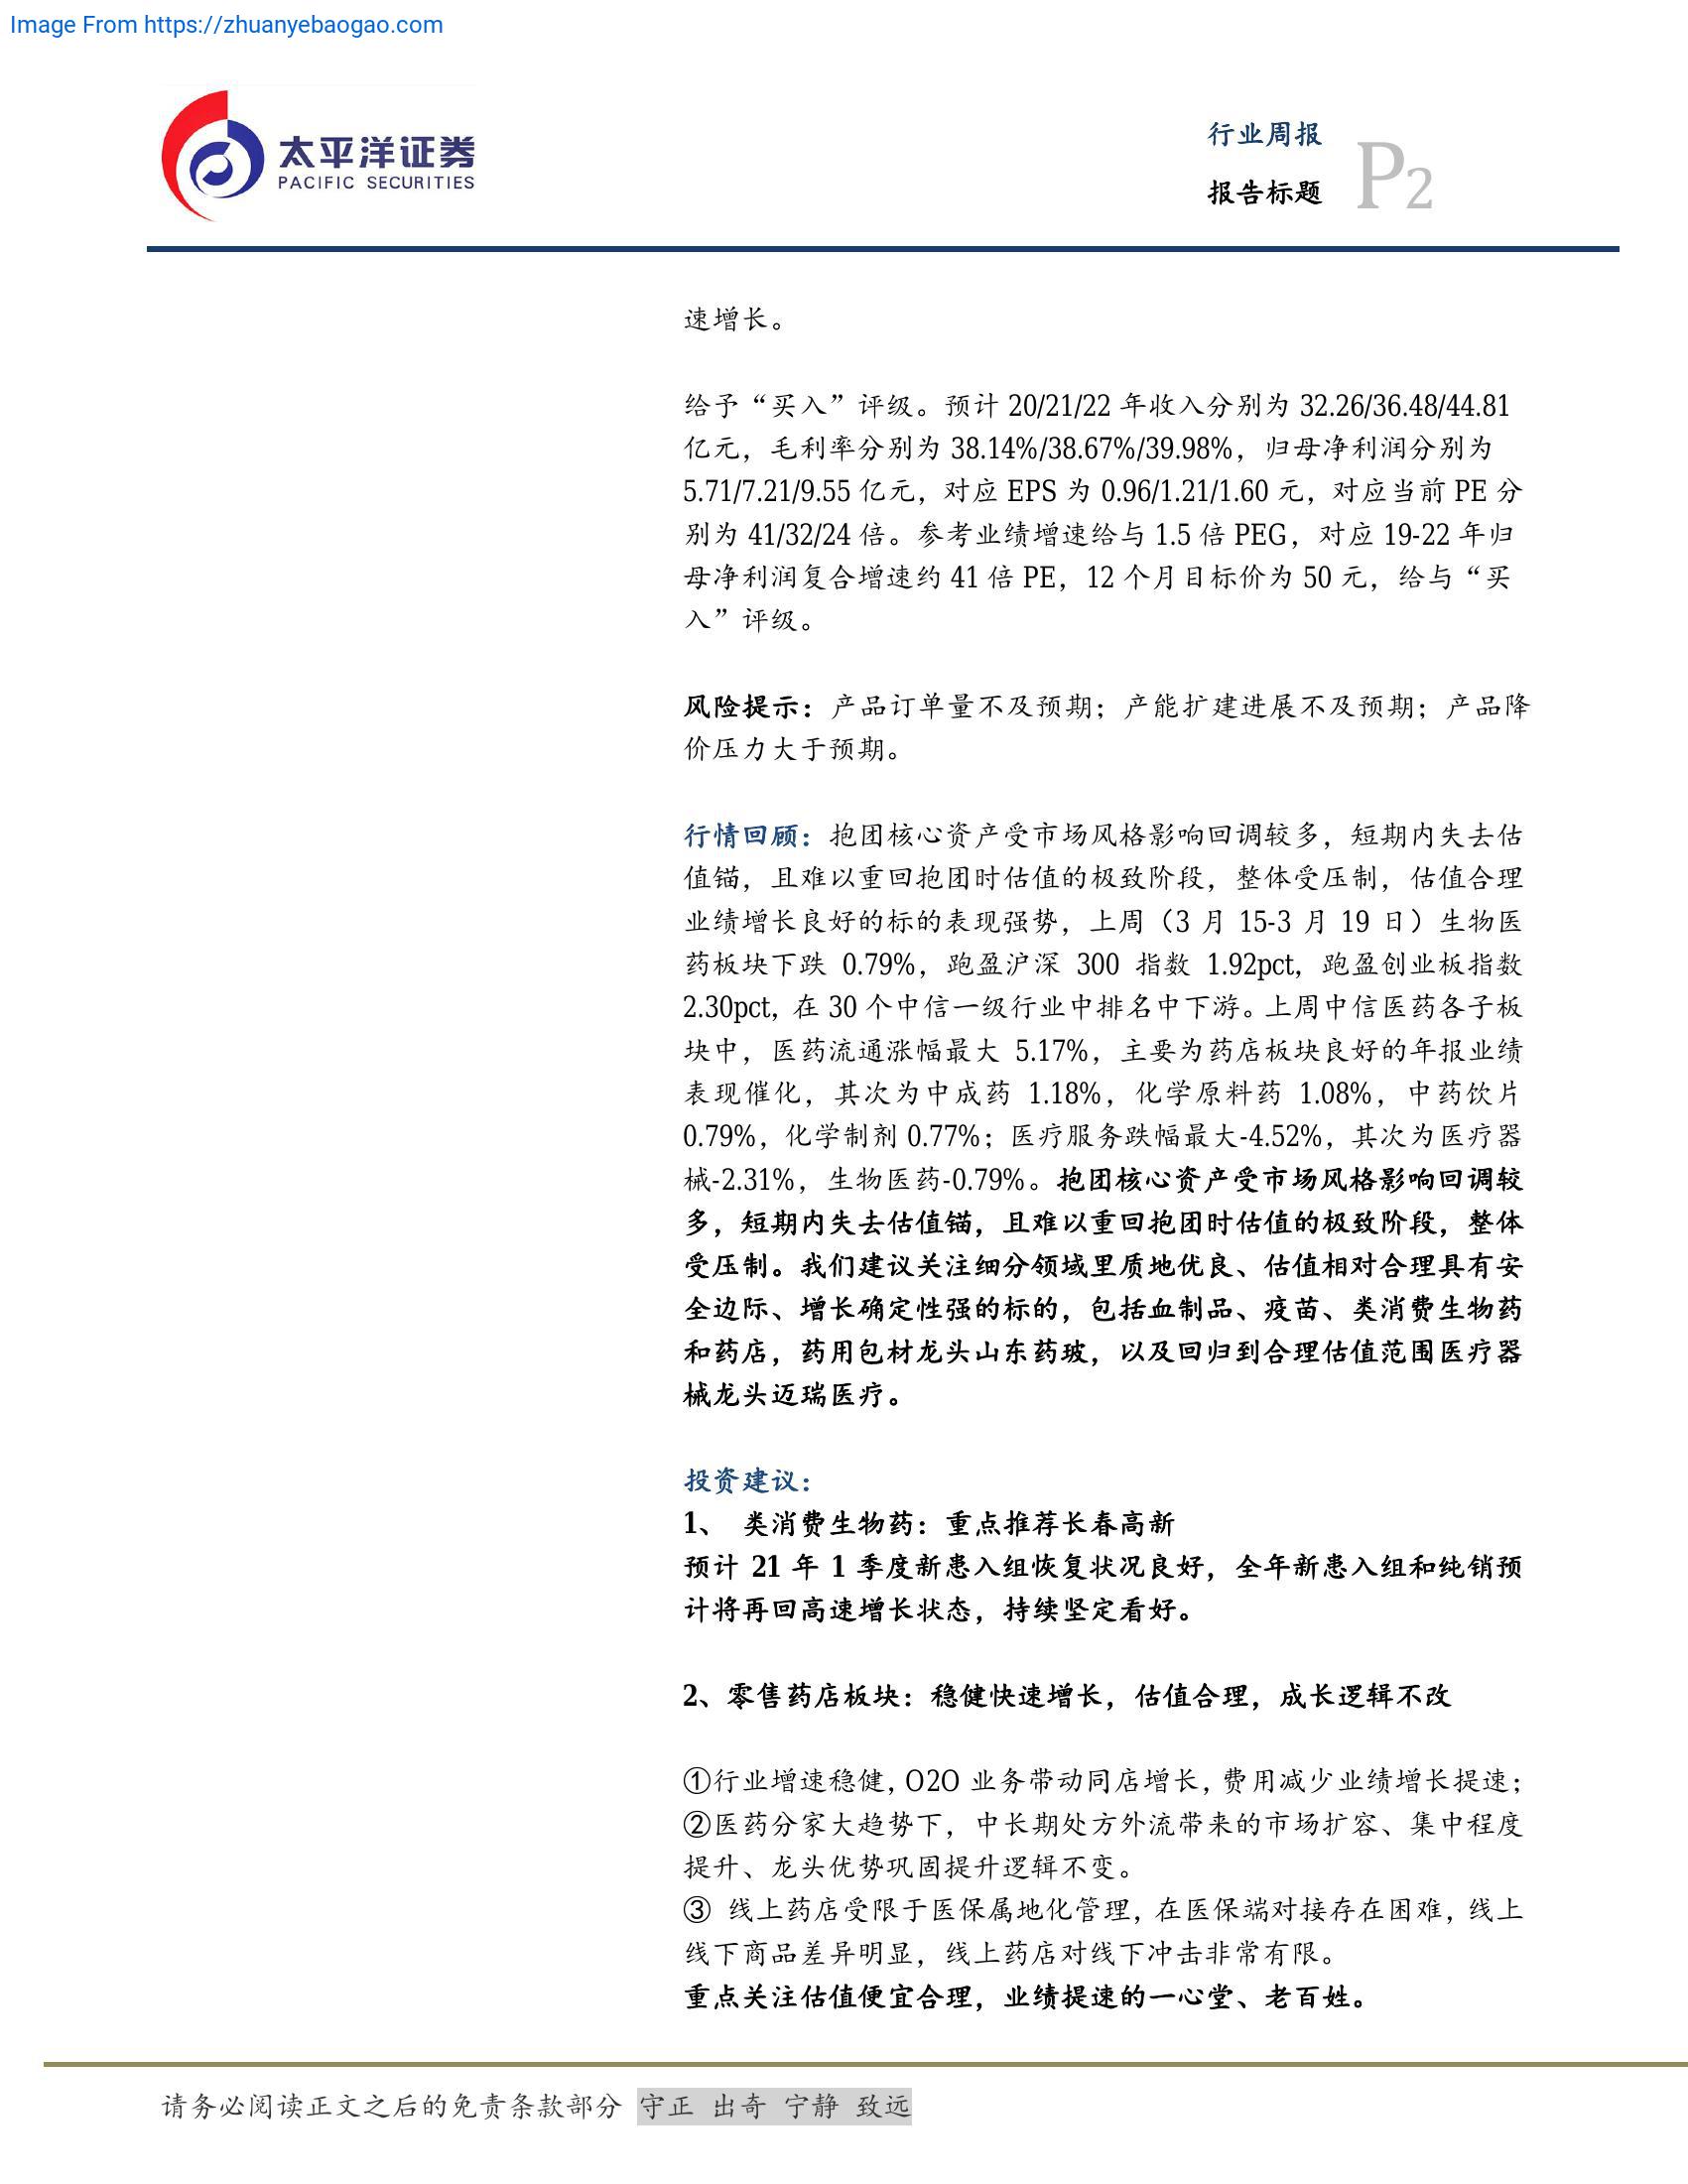 Image From https://zhuanyebaogao.com
太平洋证券
PACIFIC SECURITIES
行业周报
报告标题
P2
速增长。
给予“买入”评级。预计 20/21/22 年收入分别为 32.26/36.48/44.81
亿元，毛利率分别为 38.14%/38.67%/39.98%，归母净利润分别为
5.71/7.21/9.55 亿元，对应 EPS 为 0.96/1.21/1.60 元，对应当前 PE 分
别为 41/32/24 倍。参考业绩增速给与 1.5 倍 PEG，对应 19-22 年归
母净利润复合增速约 41 倍 PE，12 个月目标价为 50 元，给与“买
入”评级。
风险提示：产品订单量不及预期；产能扩建进展不及预期；产品降
价压力大于预期。
行情回顾：抱团核心资产受市场风格影响回调较多，短期内失去估
值锚，且难以重回抱团时估值的极致阶段，整体受压制，估值合理
业绩增长良好的标的表现强势，上周（3 月 15-3 月 19 日）生物医
药板块下跌 0.79%，跑盈沪深 300 指数 1.92pct，跑盈创业板指数
2.30pct，在 30 个中信一级行业中排名中下游。上周中信医药各子板
块中，医药流通涨幅最大 5.17%，主要为药店板块良好的年报业绩
表现催化，其次为中成药 1.18%，化学原料药 1.08%，中药饮片
0.79%，化学制剂 0.77%；医疗服务跌幅最大-4.52%，其次为医疗器
械-2.31%，生物医药-0.79%。抱团核心资产受市场风格影响回调较
多，短期内失去估值锚，且难以重回抱团时估值的极致阶段，整体
受压制。我们建议关注细分领域里质地优良、估值相对合理具有安
全边际、增长确定性强的标的，包括血制品、疫苗、类消费生物药
和药店，药用包材龙头山东药玻，以及回归到合理估值范围医疗器
械龙头迈瑞医疗。
投资建议：
1、 类消费生物药：重点推荐长春高新
预计 21 年 1 季度新患入组恢复状况良好，全年新患入组和纯销预
计将再回高速增长状态，持续坚定看好。
2、零售药店板块：稳健快速增长，估值合理，成长逻辑不改
①行业增速稳健，O2O 业务带动同店增长，费用减少业绩增长提速；
②医药分家大趋势下，中长期处方外流带来的市场扩容、集中程度
提升、龙头优势巩固提升逻辑不变。
③ 线上药店受限于医保属地化管理，在医保端对接存在困难，线上
线下商品差异明显，线上药店对线下冲击非常有限。
重点关注估值便宜合理，业绩提速的一心堂、老百姓。
请务必阅读正文之后的免责条款部分 守正 出奇 宁静 致远